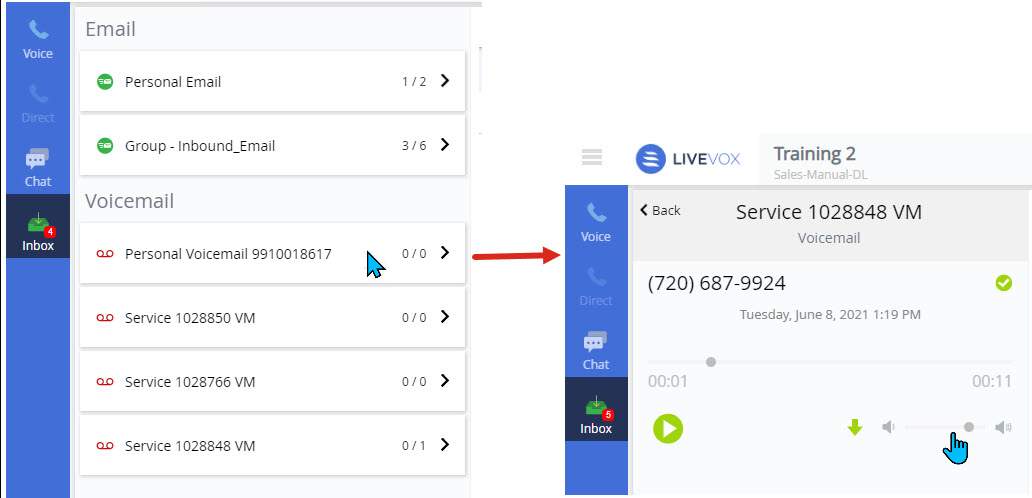 Voice
Direct
Chat
4
Inbox
Email
Personal Email 1 / 2
Group - Inbound_Email 3 / 6
Voicemail
Personal Voicemail 9910018617 0 / 0
Service 1028850 VM 0 / 0
Service 1028766 VM 0 / 0
Service 1028848 VM 0 / 1
LIVEVOX
Training 2
Sales-Manual-DL
Voice
Direct
Chat
5
Inbox
Back
Service 1028848 VM
Voicemail
(720) 687-9924
Tuesday, June 8, 2021 1:19 PM
00:01 00:11